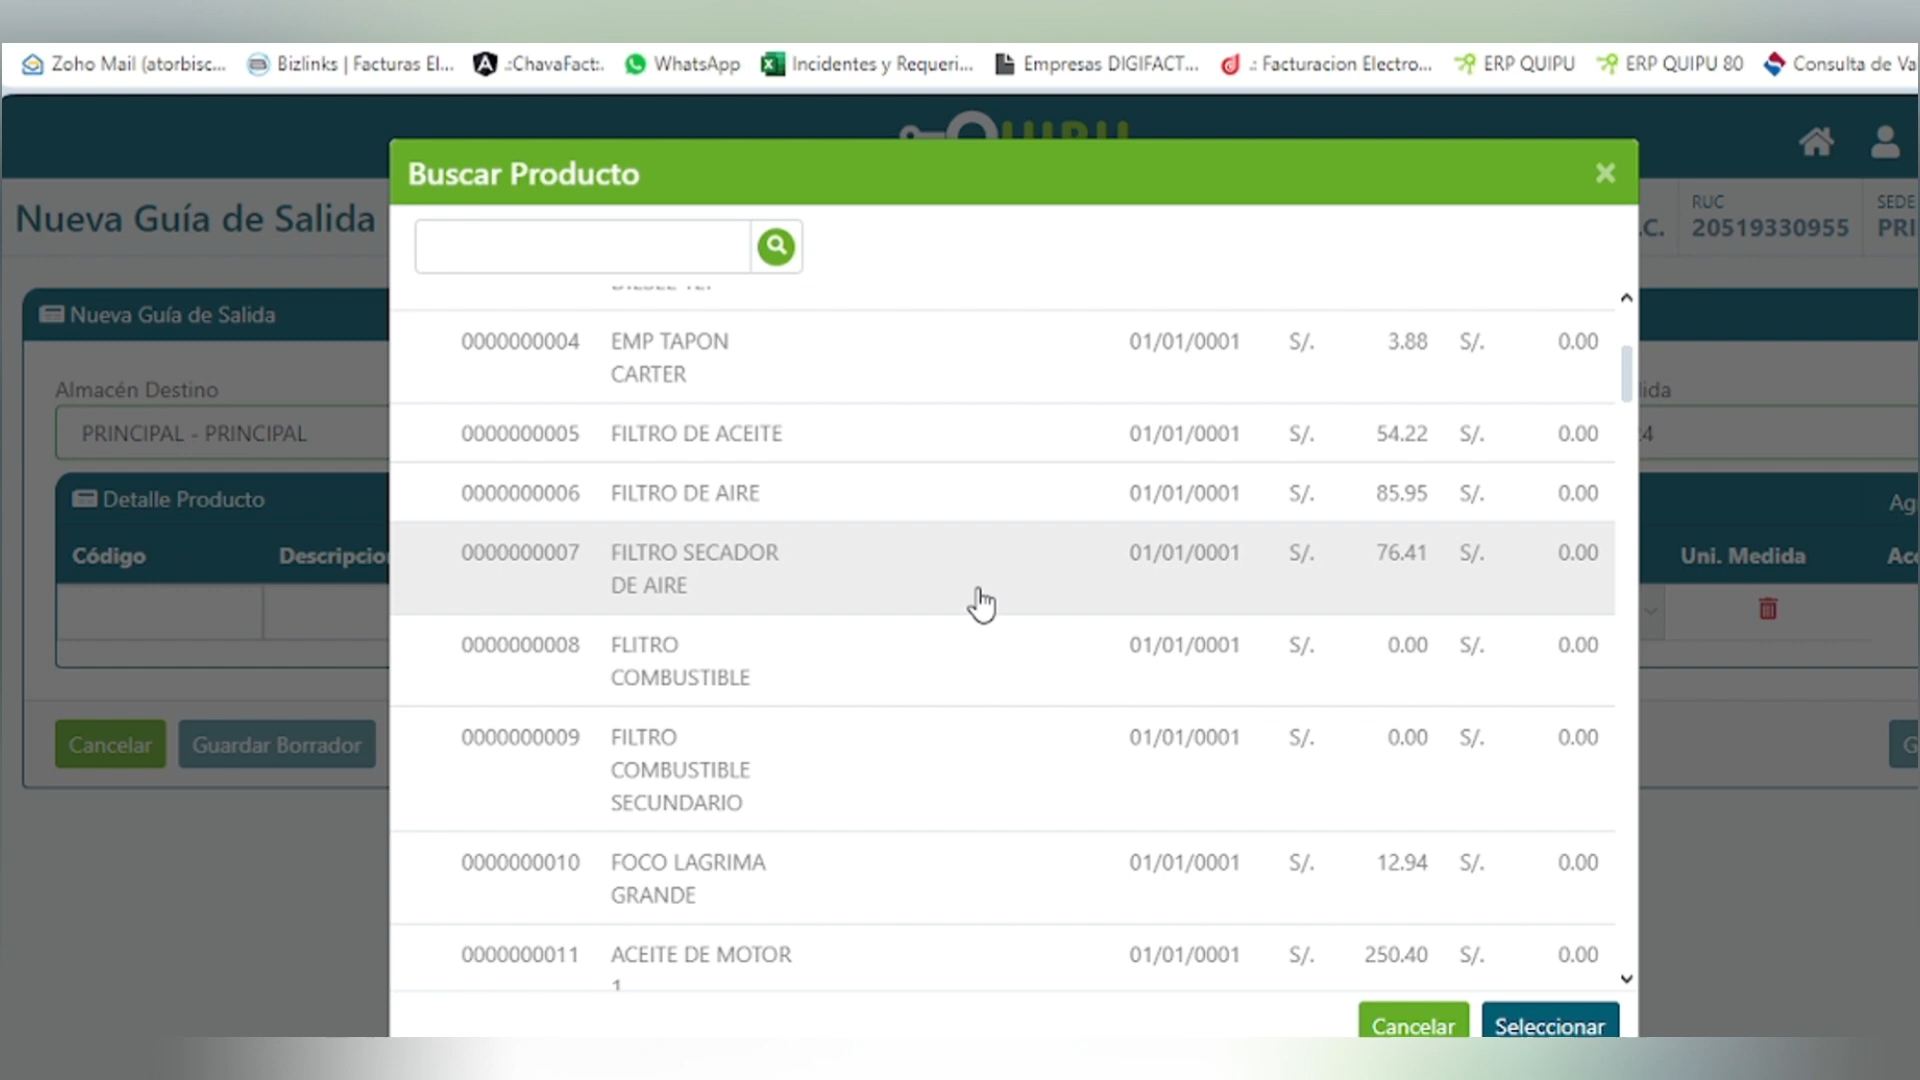 Zoho Mail (atorbisc... Bizlinks | Facturas El... .:ChavaFact:. WhatsApp Incidentes y Requeri... Empresas DIGIFACT... .: Facturacion Electro... ERP QUIPU ERP QUIPU 80 Consulta de Va
Buscar Producto ×
Nueva Guía de Salida
.C.
RUC
20519330955
SEDE
PRI
Nueva Guía de Salida
Almacén Destino
lida
PRINCIPAL - PRINCIPAL
Detalle Producto
Código Descripcion
Uni. Medida
Cancelar Guardar Borrador
0000000004 EMP TAPON CARTER 01/01/0001 S/. 3.88 S/. 0.00
0000000005 FILTRO DE ACEITE 01/01/0001 S/. 54.22 S/. 0.00
0000000006 FILTRO DE AIRE 01/01/0001 S/. 85.95 S/. 0.00
0000000007 FILTRO SECADOR DE AIRE 01/01/0001 S/. 76.41 S/. 0.00
0000000008 FLITRO COMBUSTIBLE 01/01/0001 S/. 0.00 S/. 0.00
0000000009 FILTRO COMBUSTIBLE SECUNDARIO 01/01/0001 S/. 0.00 S/. 0.00
0000000010 FOCO LAGRIMA GRANDE 01/01/0001 S/. 12.94 S/. 0.00
0000000011 ACEITE DE MOTOR 1 01/01/0001 S/. 250.40 S/. 0.00
Cancelar Seleccionar